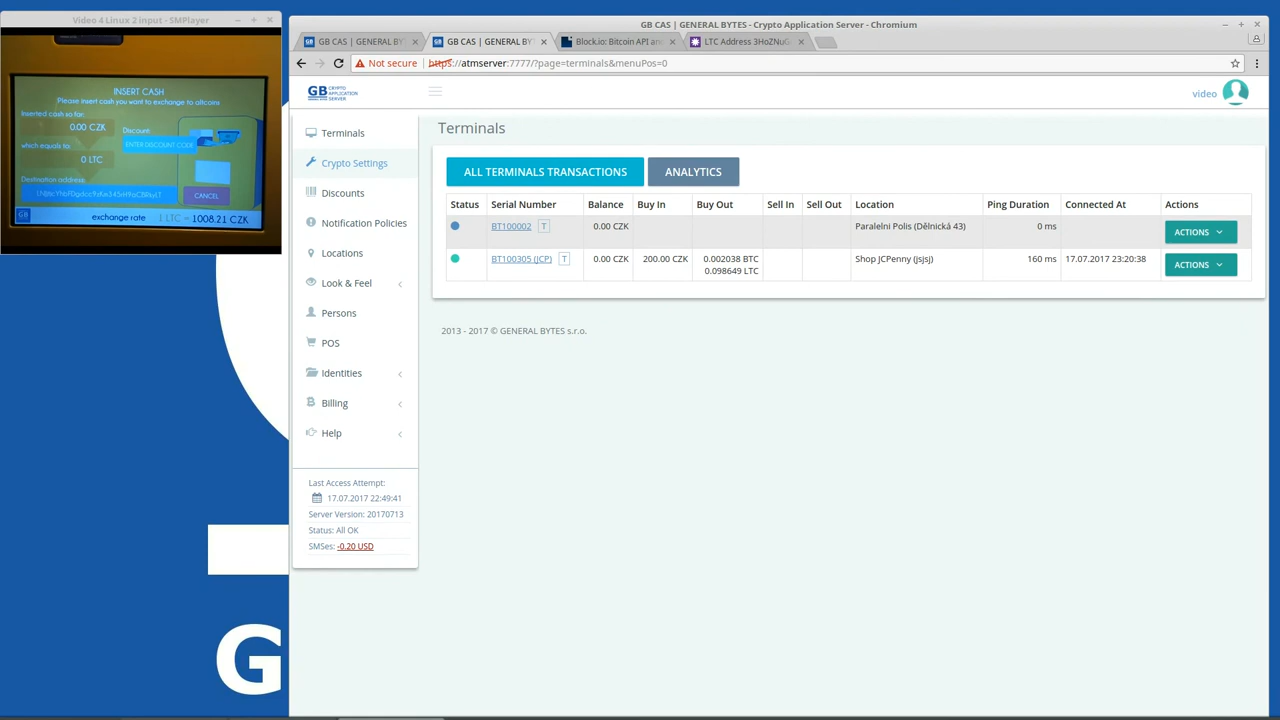 Video 4 Linux 2 input - SMPlayer
INSERT CASH
Please insert cash you want to exchange to altcoins
Inserted cash so far:
0.00 CZK
Discount:
ENTER DISCOUNT CODE
which equals to:
0 LTC
Destination address:
CANCEL
GB
exchange rate 1 LTC = 1008.21 CZK
G
GB CAS | GENERAL BYTES - Crypto Application Server - Chromium
GB CAS | GENERAL BY
GB CAS | GENERAL BY
Block.io: Bitcoin API an
LTC Address 3HoZNuG
Not secure
https://atmserver:7777/?page=terminals&menuPos=0
GB CRYPTO APPLICATION SERVER
video
Terminals
Crypto Settings
Discounts
Notification Policies
Locations
Look & Feel
Persons
POS
Identities
Billing
Help
Last Access Attempt:
17.07.2017 22:49:41
Server Version: 20170713
Status: All OK
SMSes: -0.20 USD
Terminals
ALL TERMINALS TRANSACTIONS
ANALYTICS
Status Serial Number Balance Buy In Buy Out Sell In Sell Out Location Ping Duration Connected At Actions
BT100002 T 0.00 CZK Paralelni Polis (Dělnická 43) 0 ms ACTIONS
BT100305 (JCP) T 0.00 CZK 200.00 CZK 0.002038 BTC Shop JCPenny (jsjsj) 160 ms 17.07.2017 23:20:38 ACTIONS
0.098649 LTC
2013 - 2017 © GENERAL BYTES s.r.o.